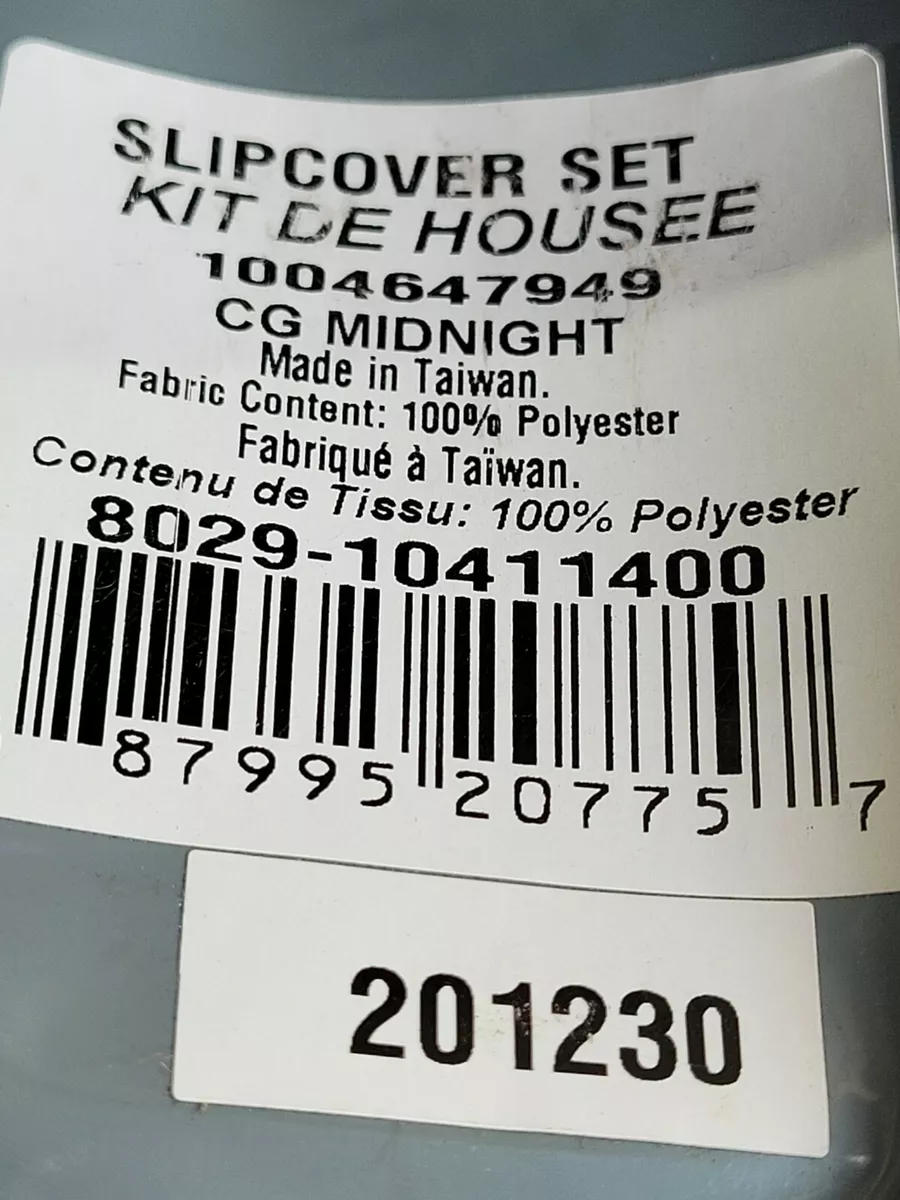 SLIPCOVER SET
KIT DE HOUSEE
1004647949
CG MIDNIGHT
Made in Taiwan.
Fabric Content: 100% Polyester
Fabriqué à Taïwan.
Contenu de Tissu: 100% Polyester
8029-10411400
87995 20775 7
201230